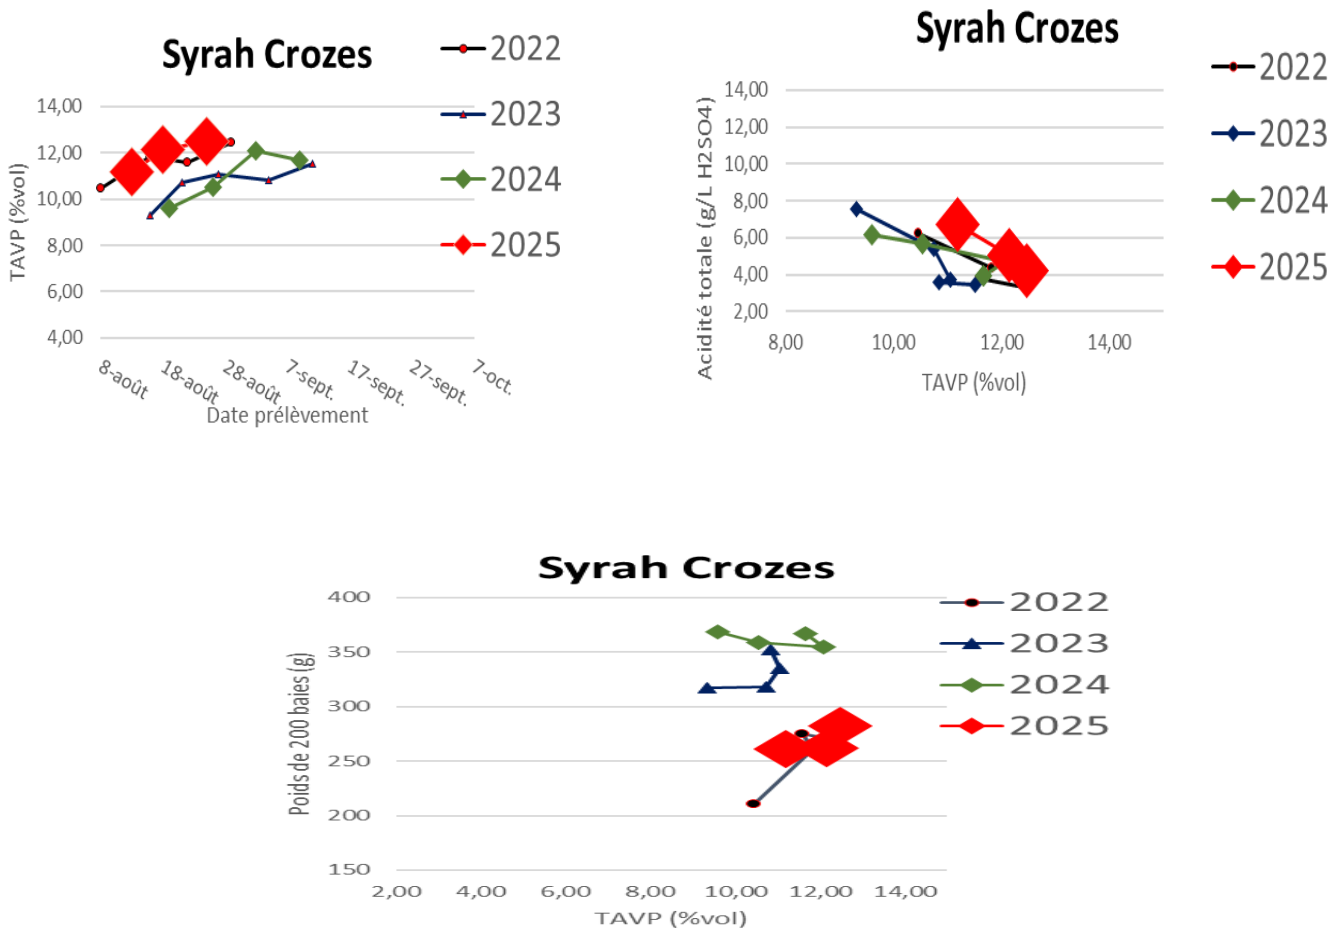 Syrah Crozes
2022
2023
2024
2025
14,00
12,00
10,00
8,00
6,00
4,00
TAVP (%vol)
8-août
18-août
28-août
7-sept.
17-sept.
27-sept.
7-oct.
Date prélèvement
Syrah Crozes
2022
2023
2024
2025
14,00
12,00
10,00
8,00
6,00
4,00
2,00
Acidité totale (g/L H2SO4)
8,00 10,00 12,00 14,00
TAVP (%vol)
Syrah Crozes
2022
2023
2024
2025
400
350
300
250
200
150
Poids de 200 baies (g)
2,00 4,00 6,00 8,00 10,00 12,00 14,00
TAVP (%vol)